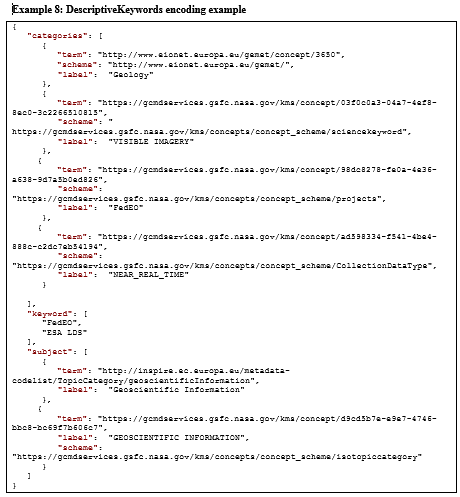 Example 8: DescriptiveKeywords encoding example
{
"categories": [
{
"term": "http://www.eionet.europa.eu/gemet/concept/3650",
"scheme": "http://www.eionet.europa.eu/gemet/",
"label": "Geology"
},
{
"term": "https://gcmdservices.gsfc.nasa.gov/kms/concept/03f0c0a3-04a7-4ef8-
8ec0-3c2266510815",
"scheme": "
https://gcmdservices.gsfc.nasa.gov/kms/concepts/concept_scheme/sciencekeyword",
"label": "VISIBLE IMAGERY"
},
{
"term": "https://gcmdservices.gsfc.nasa.gov/kms/concept/98dc8278-fe0a-4e36-
a638-9d7a5b0ed826",
"scheme":
"https://gcmdservices.gsfc.nasa.gov/kms/concepts/concept_scheme/projects",
"label": "FedEO"
},
{
"term": "https://gcmdservices.gsfc.nasa.gov/kms/concept/ad598334-f541-4be4-
888c-c2dc7eb54194",
"scheme":
"https://gcmdservices.gsfc.nasa.gov/kms/concepts/concept_scheme/CollectionDataType",
"label": "NEAR_REAL_TIME"
}
],
"keyword": [
"FedEO",
"ESA LDS"
],
"subject": [
{
"term": "http://inspire.ec.europa.eu/metadata-
codelist/TopicCategory/geoscientificInformation",
"label": "Geoscientific Information"
},
{
"term": "https://gcmdservices.gsfc.nasa.gov/kms/concept/d9cd5b7e-e9e7-4746-
bbc8-bc69f7b606c7",
"label": "GEOSCIENTIFIC INFORMATION",
"scheme":
"https://gcmdservices.gsfc.nasa.gov/kms/concepts/concept_scheme/isotopiccategory"
}
]
}